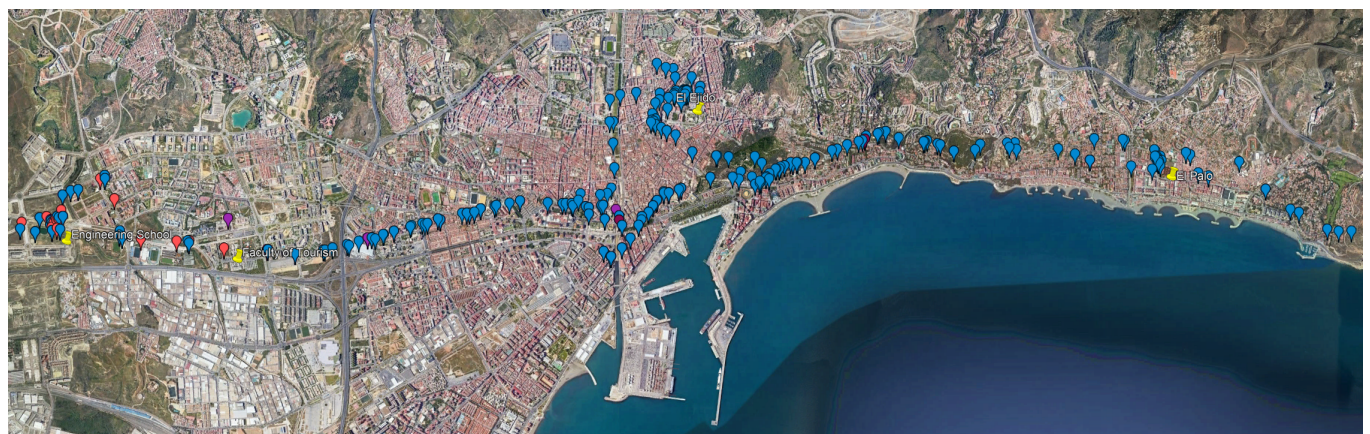 El Ejido
El Palo
Engineering School
Faculty of Tourism